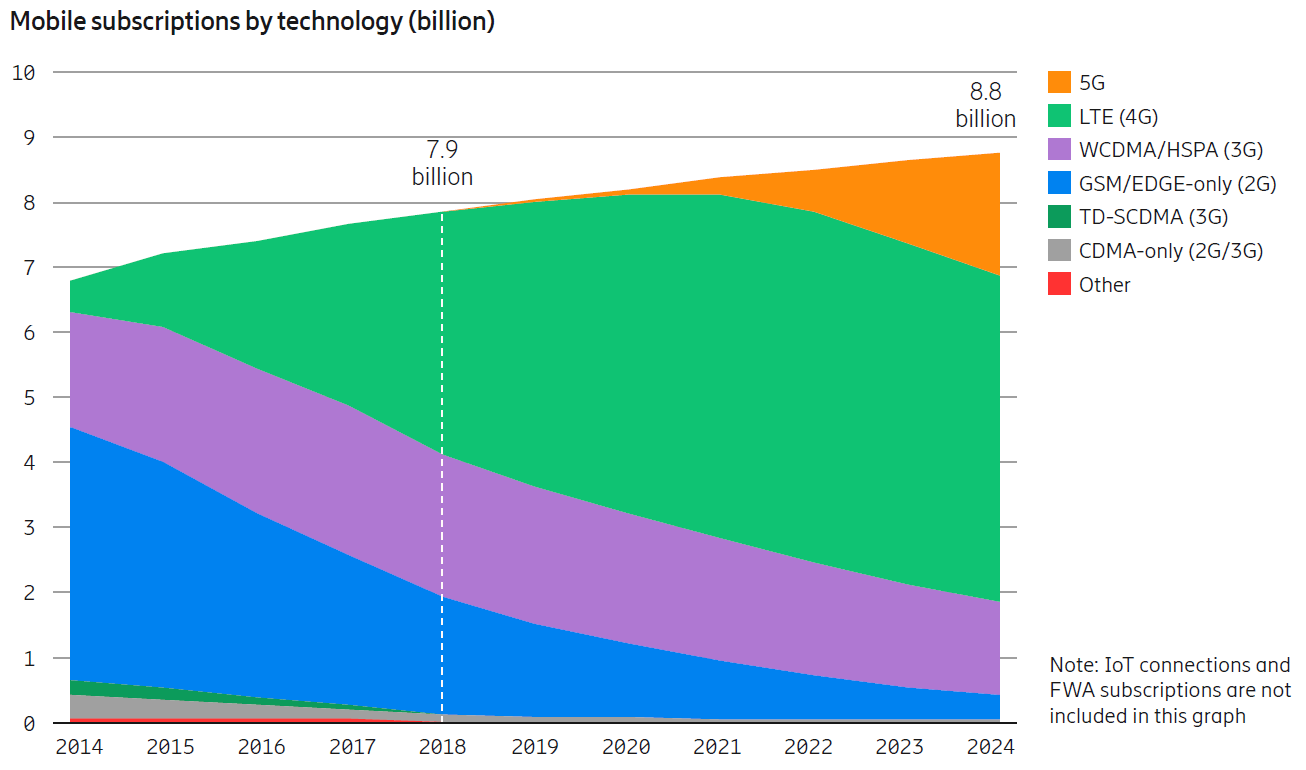 Mobile subscriptions by technology (billion)
10
9
8
7
6
5
4
3
2
1
0
7.9
billion
8.8
billion
2014 2015 2016 2017 2018 2019 2020 2021 2022 2023 2024
5G
LTE (4G)
WCDMA/HSPA (3G)
GSM/EDGE-only (2G)
TD-SCDMA (3G)
CDMA-only (2G/3G)
Other
Note: IoT connections and
FWA subscriptions are not
included in this graph